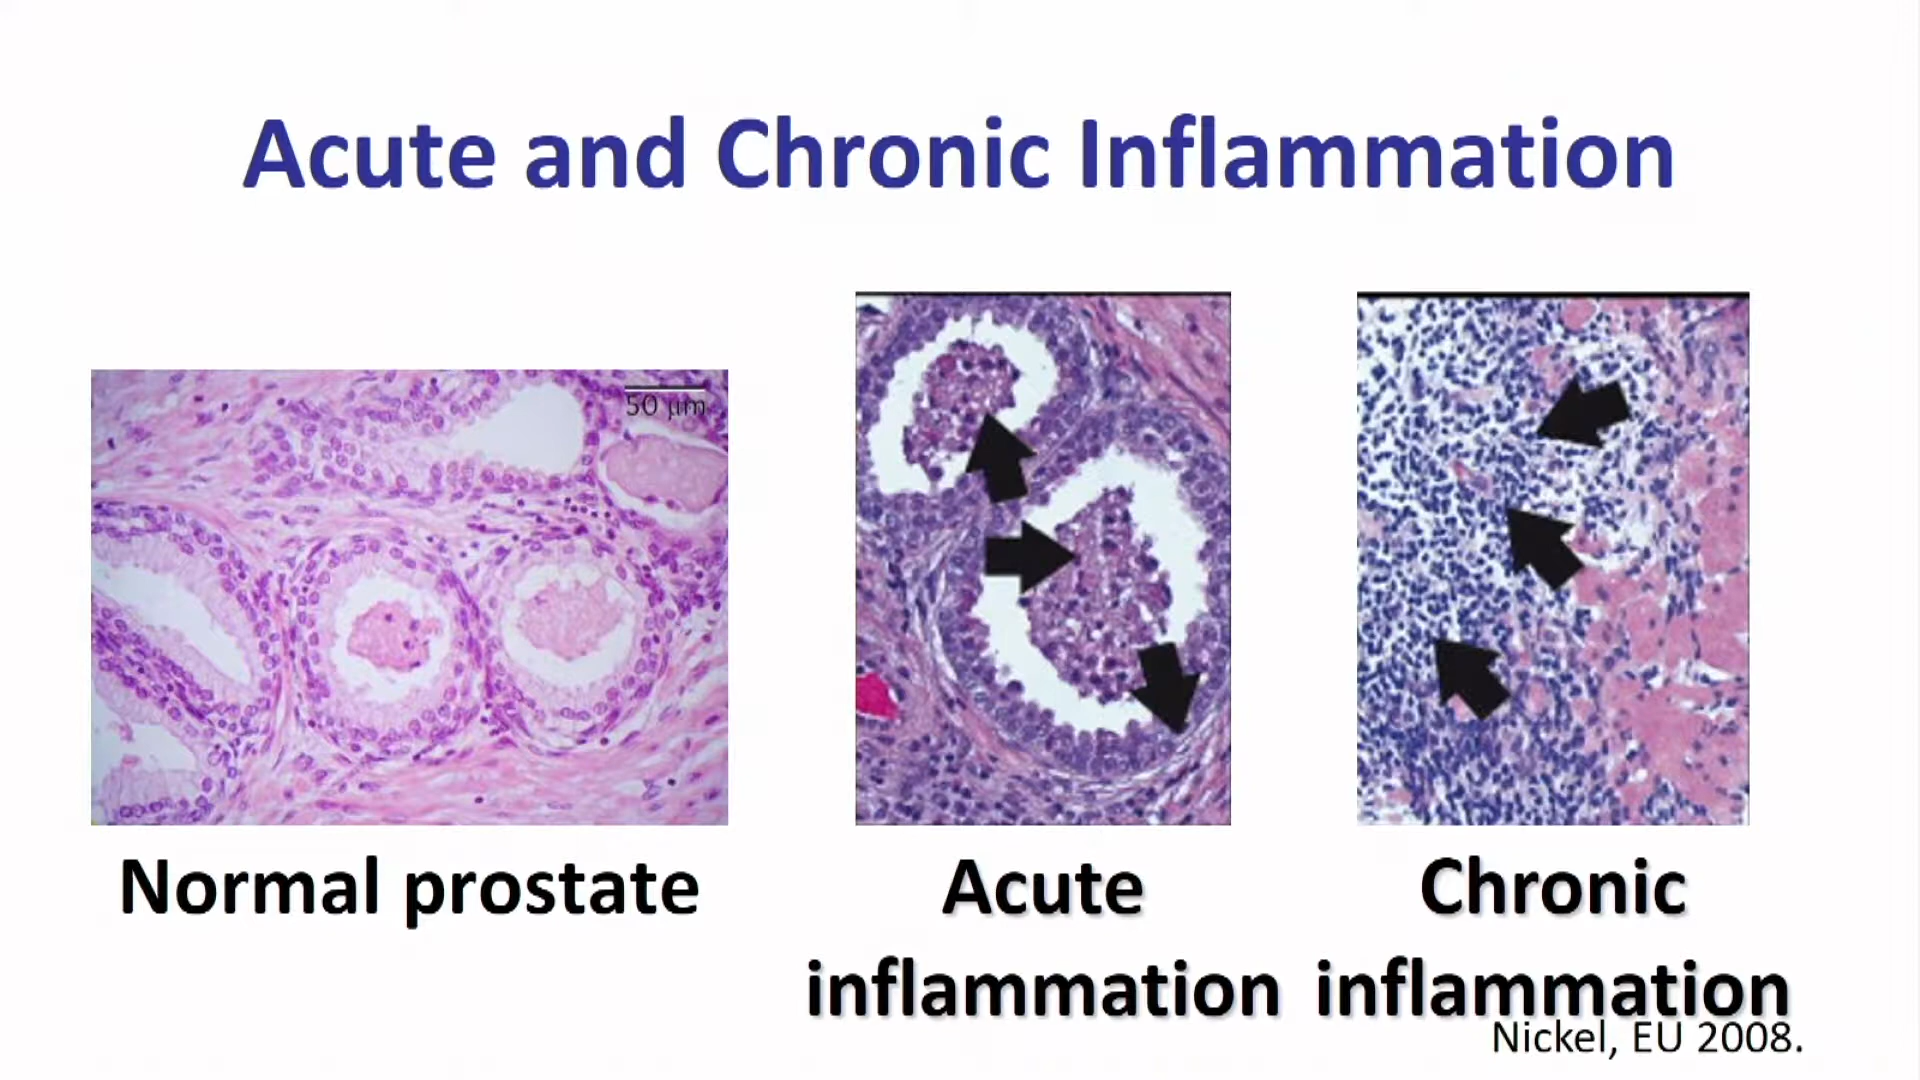 Acute and Chronic Inflammation
50 µm
Normal prostate
Acute
inflammation
Chronic
inflammation
Nickel, EU 2008.